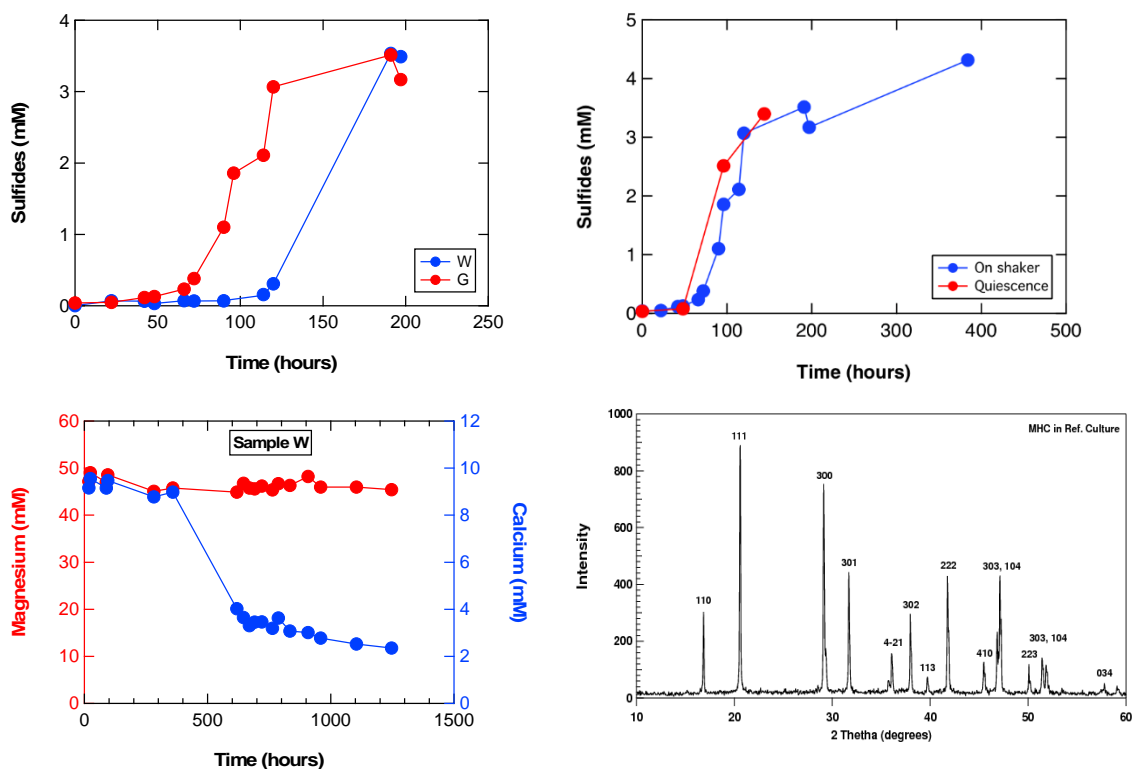 4
3
2
1
0
Sulfides (mM)
0 50 100 150 200 250
Time (hours)
W
G
5
4
3
2
1
0
Sulfides (mM)
0 100 200 300 400 500
Time (hours)
On shaker
Quiescence
60
50
40
30
20
10
0
Magnesium (mM)
Sample W
12
10
8
6
4
2
0
Calcium (mM)
0 500 1000 1500
Time (hours)
1000
800
600
400
200
0
Intensity
MHC in Ref. Culture
110
111
300
301
4-21
302
113
222
410
303, 104
223
303, 104
034
10 20 30 40 50 60
2 Thetha (degrees)